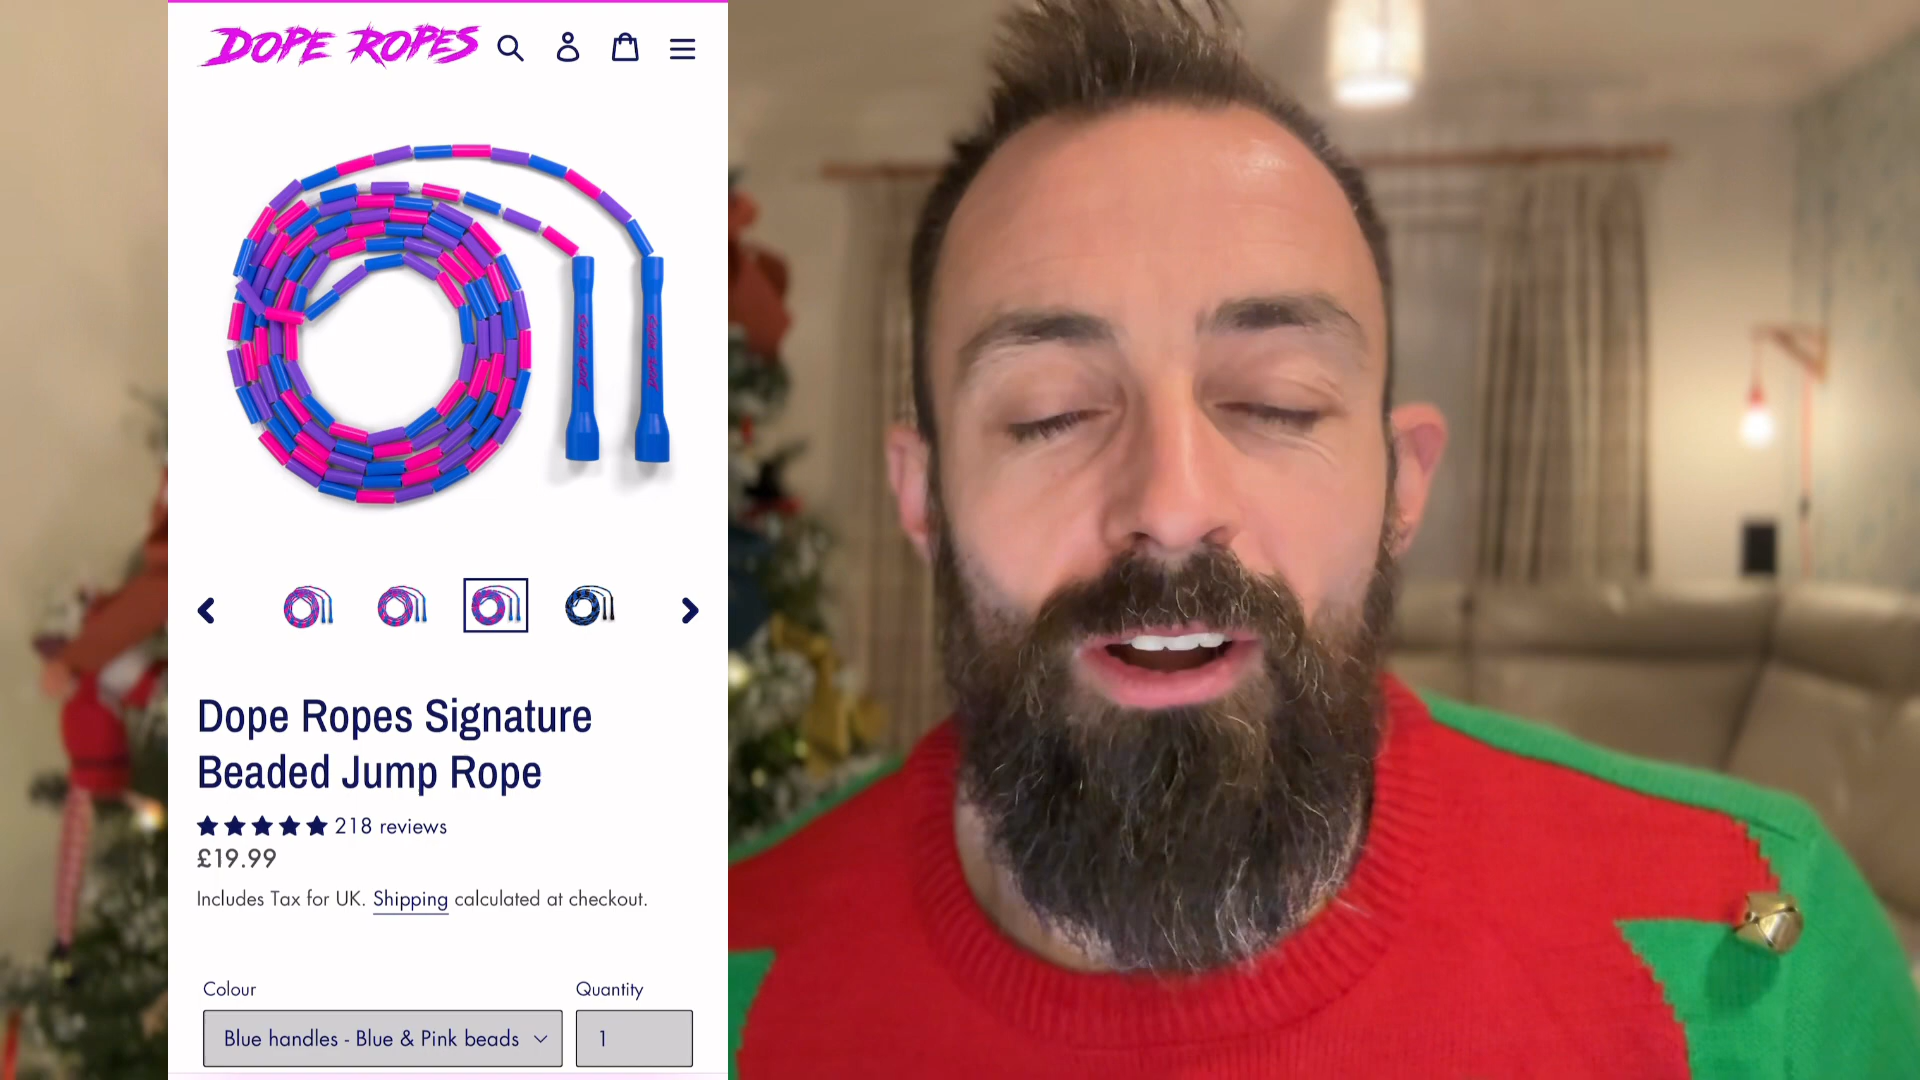 DOPE ROPES
Dope Ropes Signature
Beaded Jump Rope
218 reviews
£19.99
Includes Tax for UK. Shipping calculated at checkout.
Colour
Quantity
Blue handles - Blue & Pink beads
1